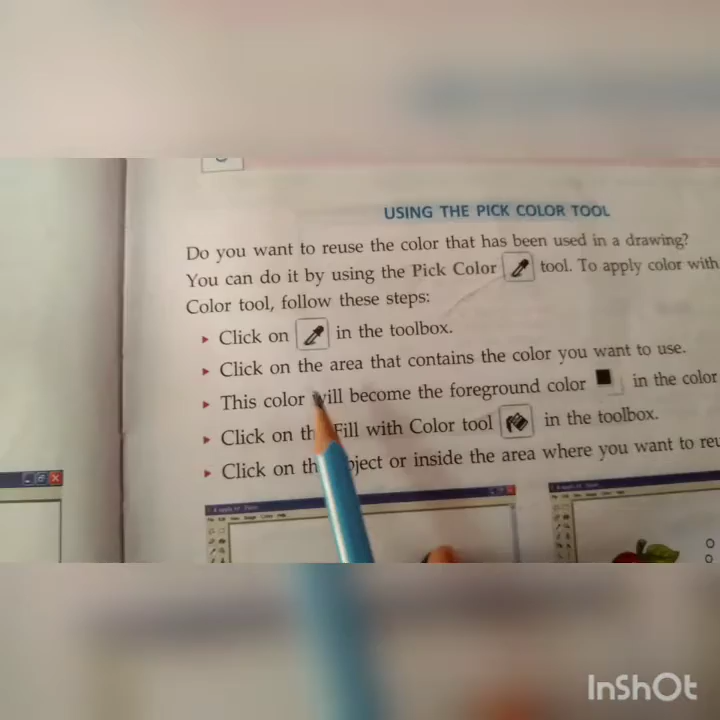 USING THE PICK COLOR TOOL
Do you want to reuse the color that has been used in a drawing?
You can do it by using the Pick Color tool. To apply color with
Color tool, follow these steps:
Click on in the toolbox.
Click on the area that contains the color you want to use.
This color will become the foreground color in the color
Click on th Fill with Color tool in the toolbox.
Click on th bject or inside the area where you want to reu
InShOt